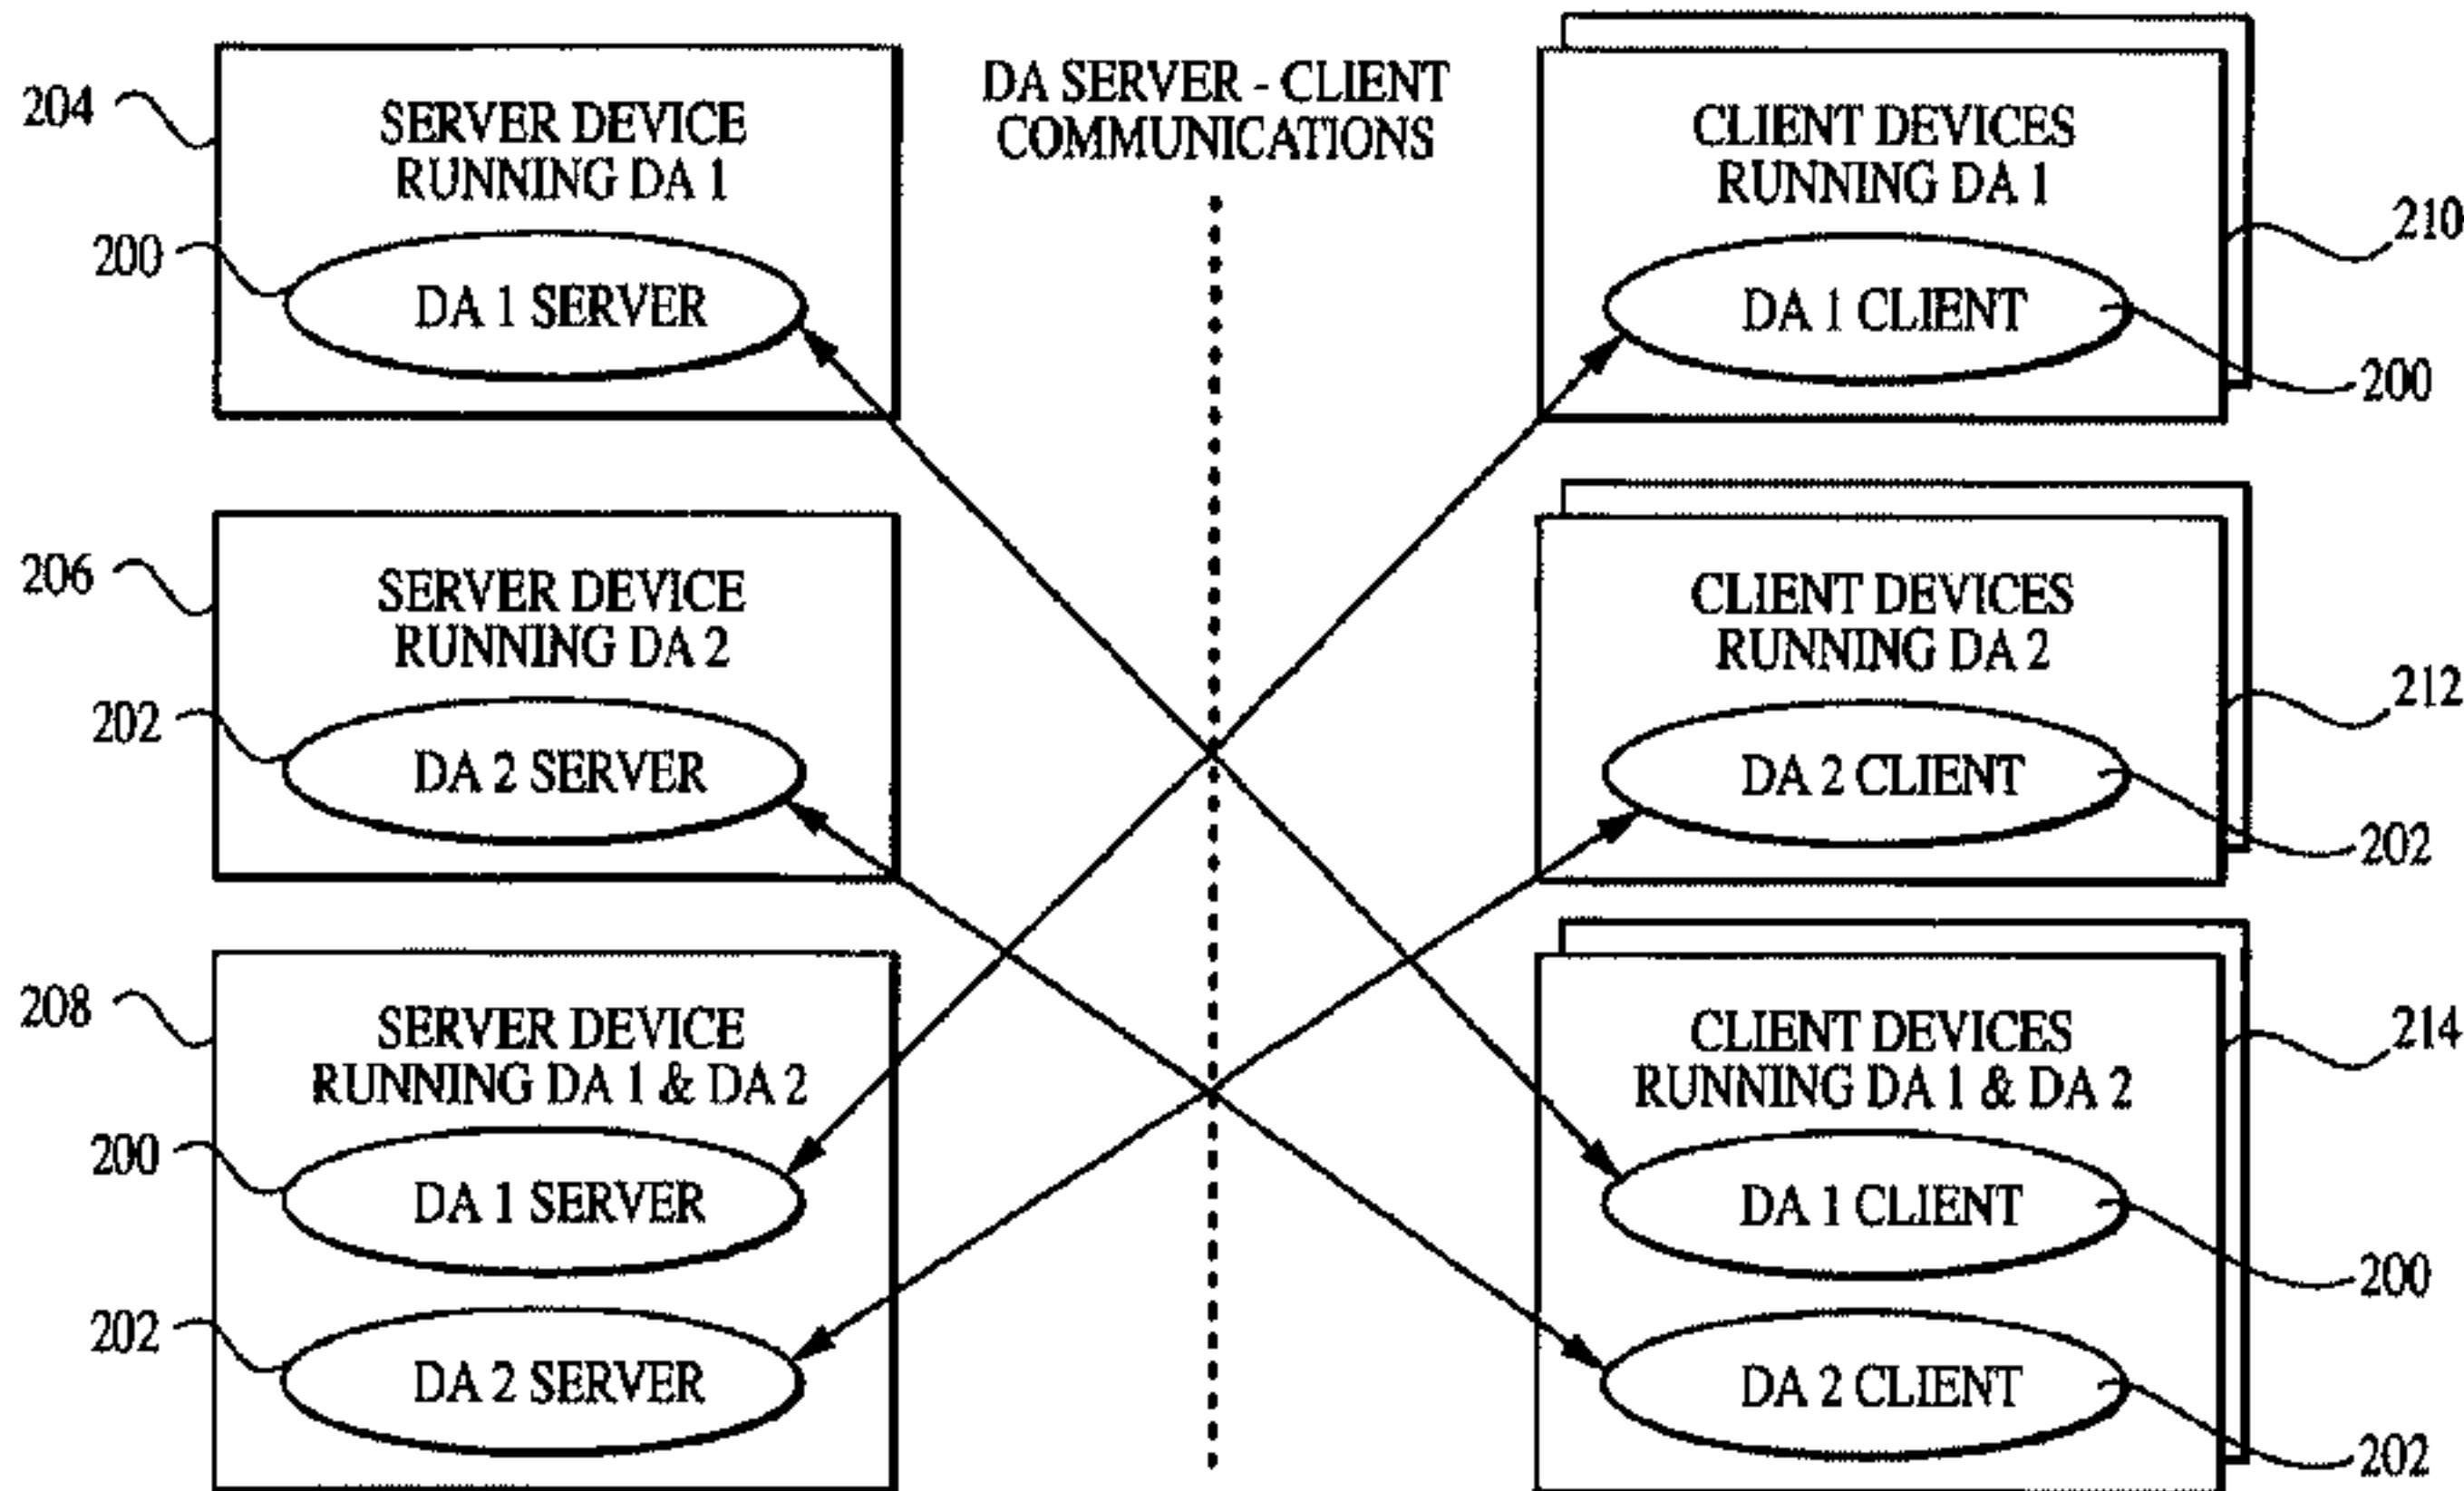 204
SERVER DEVICE
RUNNING DA 1
200
DA 1 SERVER
DA SERVER - CLIENT
COMMUNICATIONS
CLIENT DEVICES
RUNNING DA 1
210
DA 1 CLIENT
200
206
SERVER DEVICE
RUNNING DA 2
202
DA 2 SERVER
CLIENT DEVICES
RUNNING DA 2
212
DA 2 CLIENT
202
208
SERVER DEVICE
RUNNING DA 1 & DA 2
200
DA 1 SERVER
202
DA 2 SERVER
CLIENT DEVICES
RUNNING DA 1 & DA 2
214
DA 1 CLIENT
200
DA 2 CLIENT
202